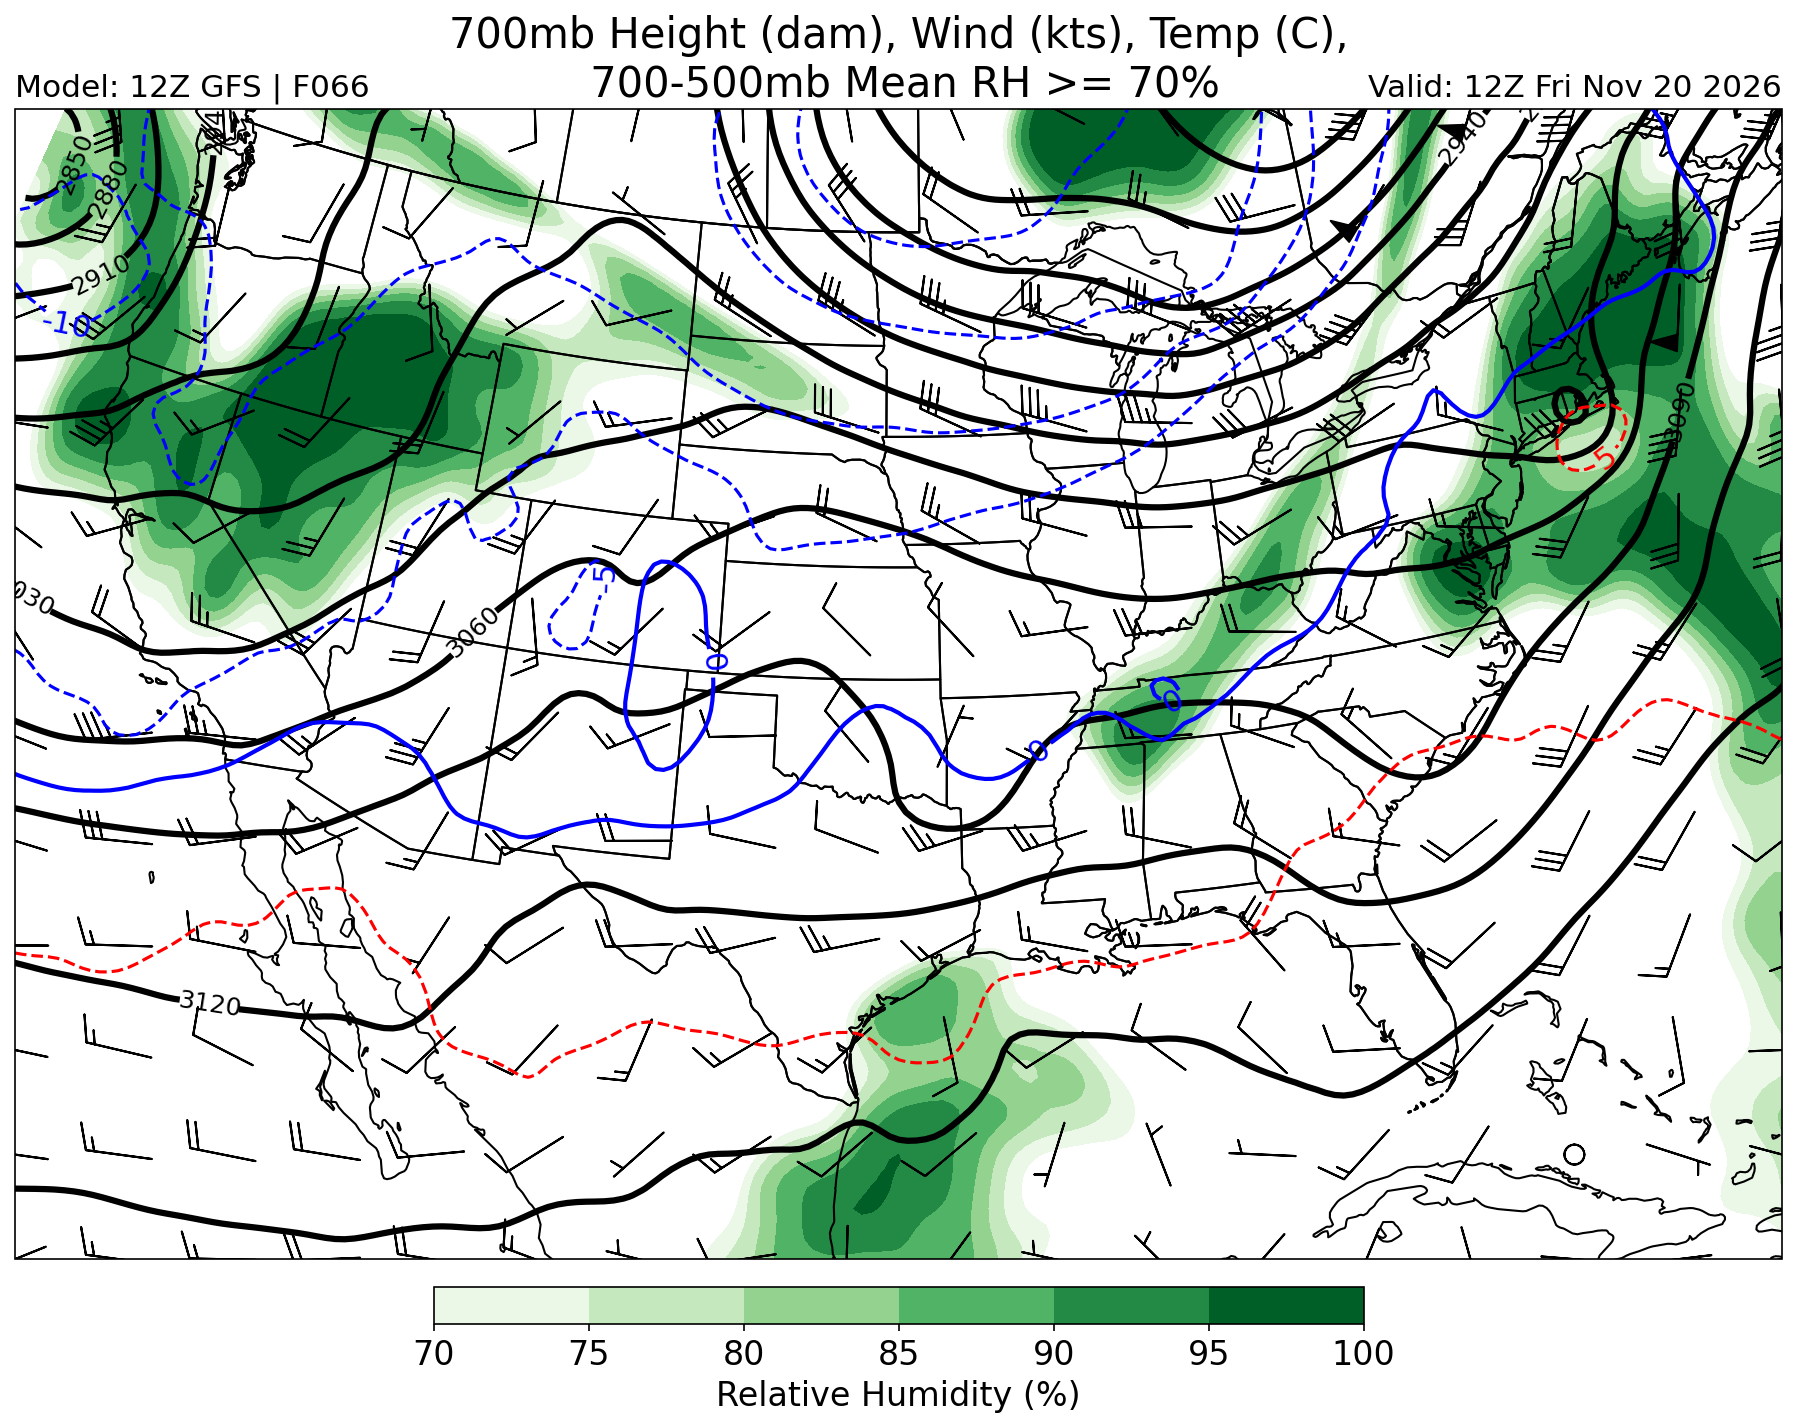 700mb Height (dam), Wind (kts), Temp (C),
700-500mb Mean RH >= 70%
Model: 12Z GFS | F066
Valid: 12Z Fri Nov 20 2026
2850
2880
2910
-10
2940
3090
5
-5
030
3060
0
0
0
3120
70 75 80 85 90 95 100
Relative Humidity (%)